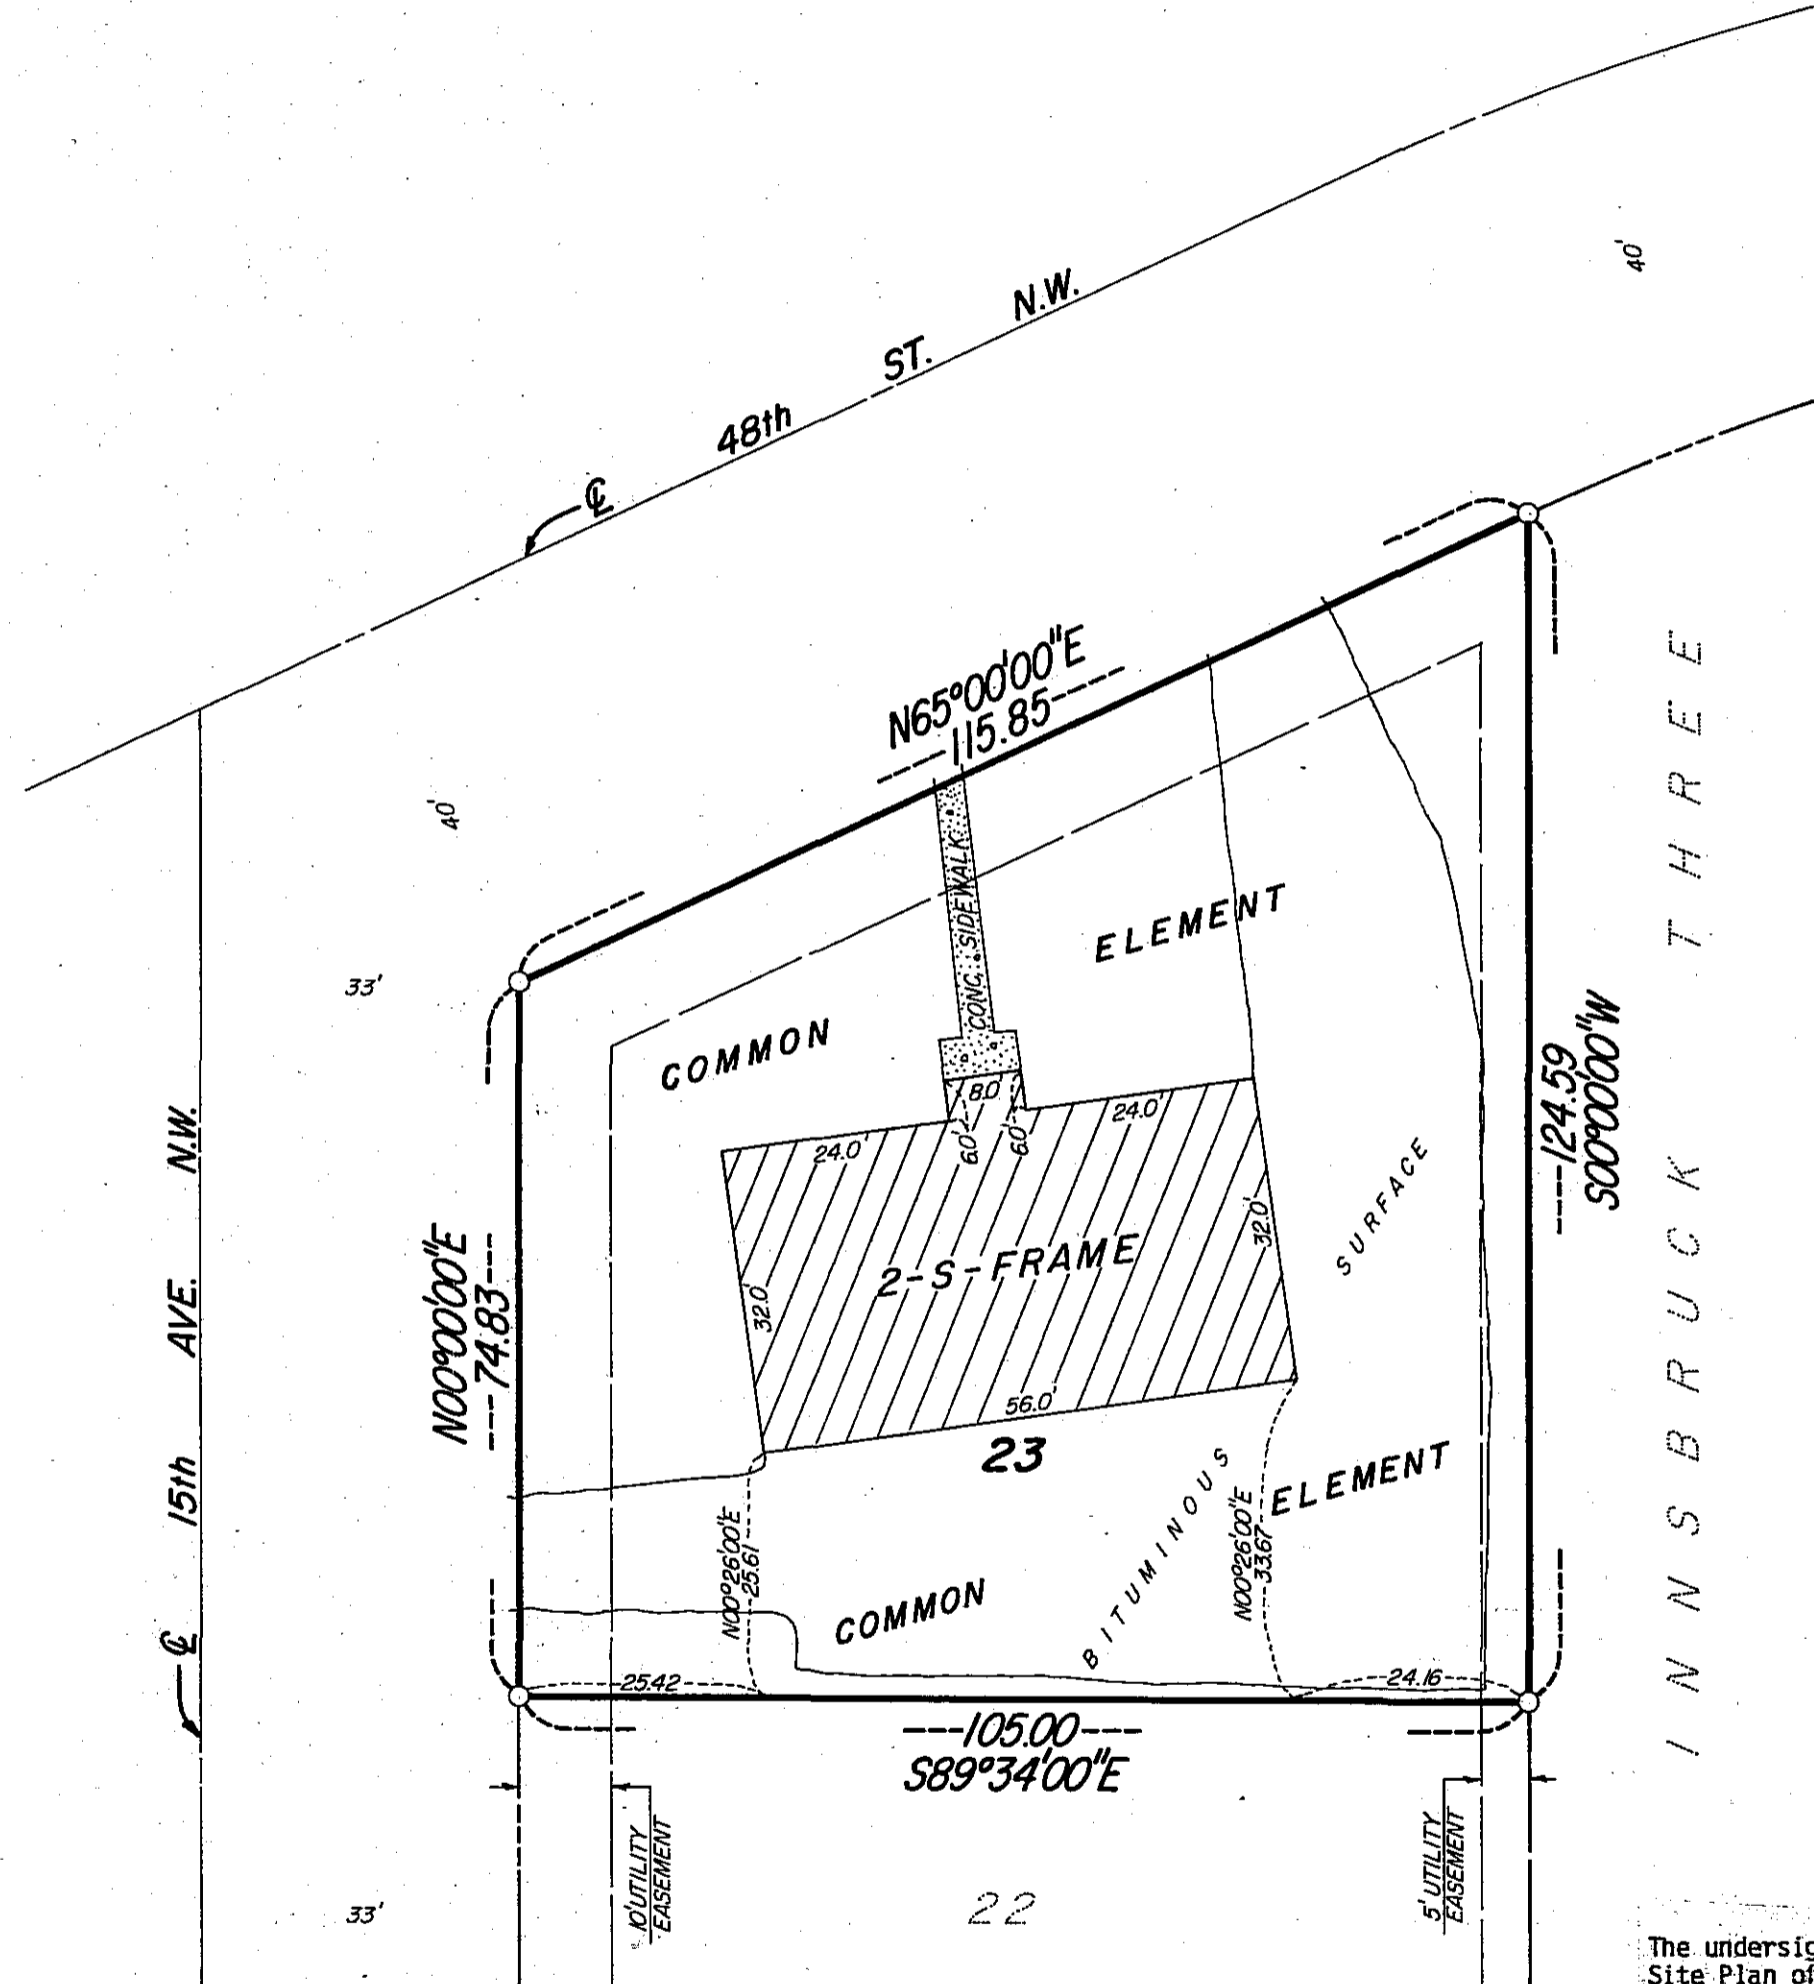 40'
48th ST. N.W.
℄
N65°00'00"E
115.85
40'
33'
CONC. SIDEWALK
COMMON ELEMENT
8.0'
24.0'
6.0'
6.0'
24.0'
32.0'
2-S-FRAME
32.0'
56.0'
23
N00°00'00"E
74.83
124.59
S00°00'00"W
INNSBRUCK THREE
℄ 15th AVE. N.W.
BITUMINOUS SURFACE
N00°26'00"E
25.61
N00°26'00"E
33.67
COMMON ELEMENT
25.42
24.16
105.00
S89°34'00"E
10' UTILITY
EASEMENT
5' UTILITY
EASEMENT
33'
22
The undersig
Site Plan of